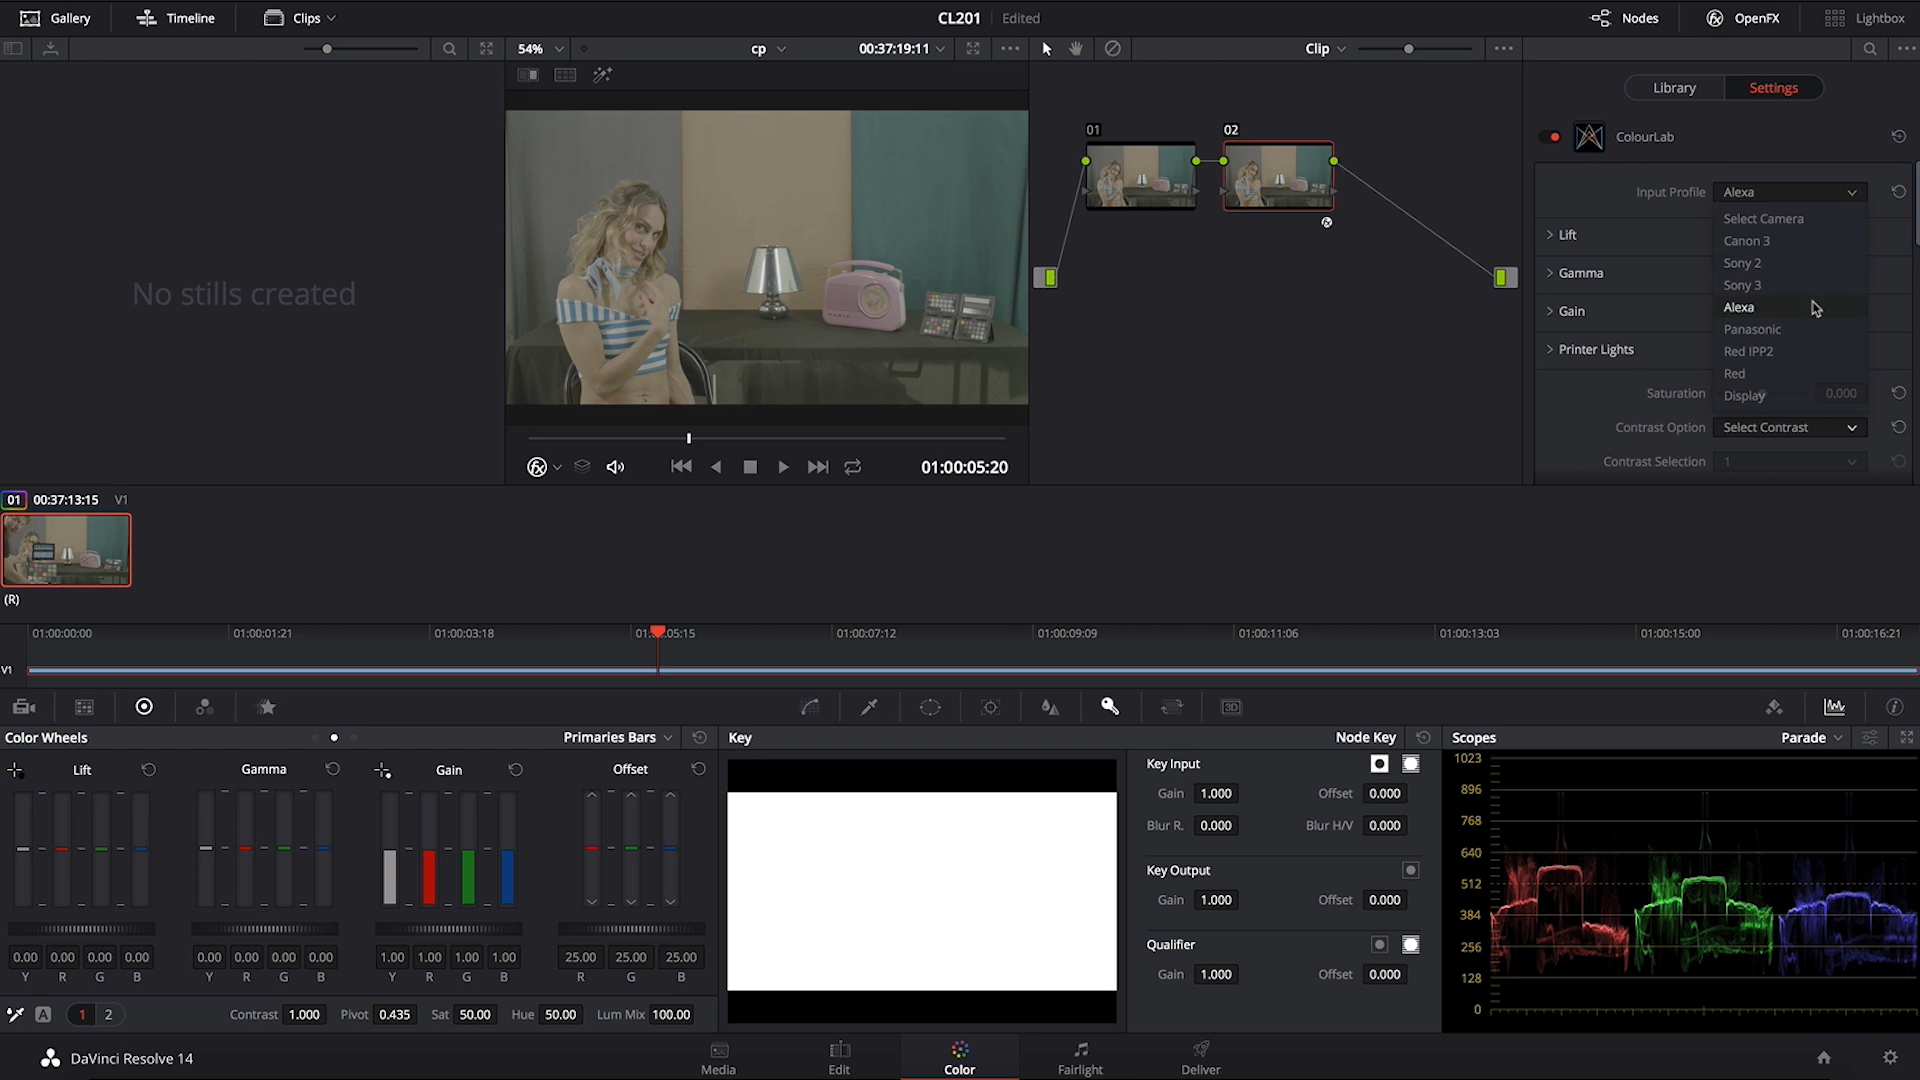 Gallery
Timeline
Clips
CL201
Edited
Nodes
OpenFX
Lightbox
54%
cp
00:37:19:11
Clip
Library
Settings
ColourLab
Input Profile
Alexa
Select Camera
Canon 3
Sony 2
Sony 3
Alexa
Panasonic
Red IPP2
Red
Display
Lift
Gamma
Gain
Printer Lights
Saturation
0.000
Contrast Option
Select Contrast
Contrast Selection
1
01
02
No stills created
01:00:05:20
01
00:37:13:15
V1
(R)
01:00:00:00
01:00:01:21
01:00:03:18
01:00:05:15
01:00:07:12
01:00:09:09
01:00:11:06
01:00:13:03
01:00:15:00
01:00:16:21
V1
3D
Color Wheels
Primaries Bars
Lift
Gamma
Gain
Offset
0.00 0.00 0.00 0.00
Y R G B
0.00 0.00 0.00 0.00
Y R G B
1.00 1.00 1.00 1.00
Y R G B
25.00 25.00 25.00
R G B
A
1
2
Contrast 1.000
Pivot 0.435
Sat 50.00
Hue 50.00
Lum Mix 100.00
Key
Node Key
Key Input
Gain 1.000
Offset 0.000
Blur R. 0.000
Blur H/V 0.000
Key Output
Gain 1.000
Offset 0.000
Qualifier
Gain 1.000
Offset 0.000
Scopes
Parade
1023
896
768
640
512
384
256
128
0
DaVinci Resolve 14
Media
Edit
Color
Fairlight
Deliver